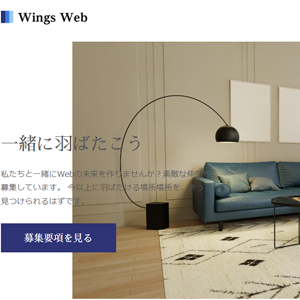 Wings Web
一緒に羽ばたこう
私たちと一緒にWebの未来を作りませんか？素敵な仲
募集しています。 今以上に羽ばたける場所場所を、
見つけられるはずです。
募集要項を見る